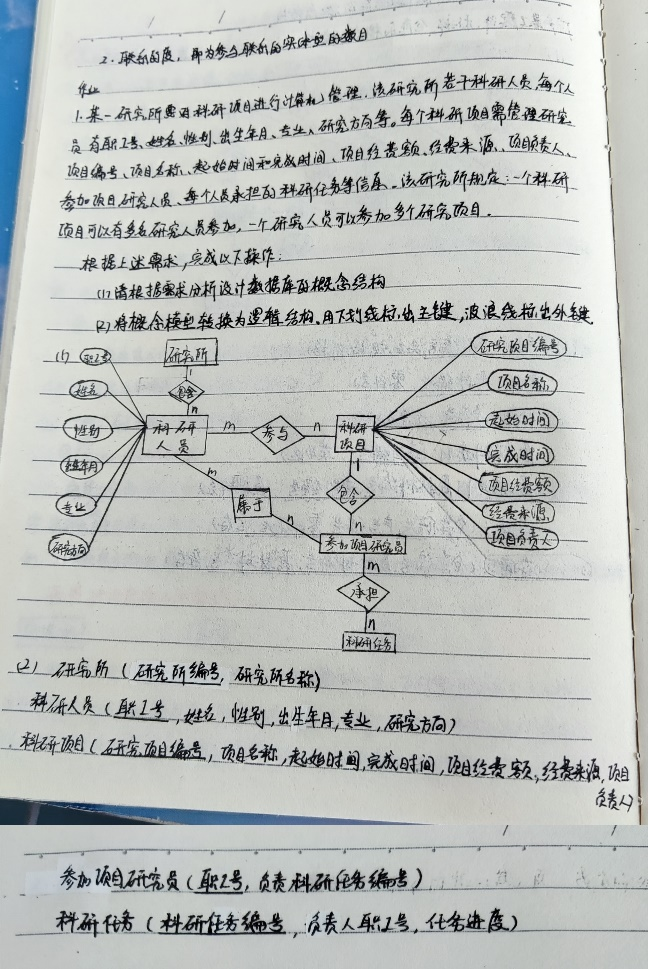 2. 联系的度，即为参与联系的实体型的数目
作业
1. 某一研究所需对科研项目进行计算机管理，该研究所若干科研人员，每个人
员有职工号、姓名、性别、出生年月、专业、研究方向等。每个科研项目需管理研究
项目编号、项目名称、起始时间和完成时间、项目经费额、经费来源、项目负责人、
参加项目研究人员、每个人员承担的科研任务等信息。该研究所规定：一个科研
项目可以有多名研究人员参加，一个研究人员可以参加多个研究项目.
根据上述需求，完成以下操作：
(1) 请根据需求分析设计数据库的概念结构
(2) 将概念模型转换为逻辑结构. 用下划线标出主键，波浪线标出外键
(1)
职工号
姓名
性别
出生年月
专业
研究方向
研究所
1
包含
n
科研
人员
m
参与
n
科研
项目
研究项目编号
项目名称
起始时间
完成时间
项目经费额
经费来源
项目负责人
m
属于
n
1
包含
n
参加项目研究员
m
承担
n
科研任务
(2) 研究所（研究所编号，研究所名称）
科研人员（职工号，姓名，性别，出生年月，专业，研究方向）
科研项目（研究项目编号，项目名称，起始时间，完成时间，项目经费额，经费来源，项目
负责人）
参加项目研究员（职工号，负责科研任务编号）
科研任务（科研任务编号，负责人职工号，任务进度）